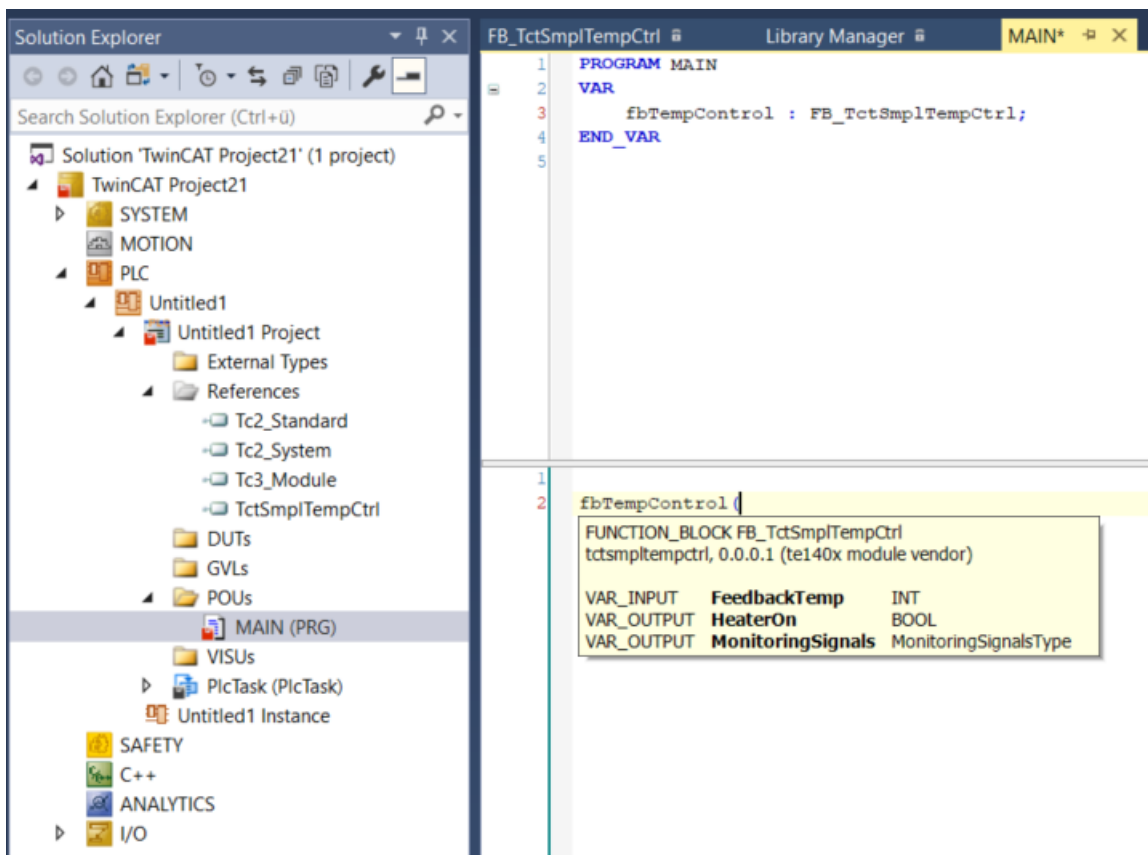 Solution Explorer
Search Solution Explorer (Ctrl+ü)
Solution 'TwinCAT Project21' (1 project)
TwinCAT Project21
SYSTEM
MOTION
PLC
Untitled1
Untitled1 Project
External Types
References
Tc2_Standard
Tc2_System
Tc3_Module
TctSmplTempCtrl
DUTs
GVLs
POUs
MAIN (PRG)
VISUs
PlcTask (PlcTask)
Untitled1 Instance
SAFETY
C++
ANALYTICS
I/O
FB_TctSmplTempCtrl Library Manager MAIN*
1 PROGRAM MAIN
2 VAR
3 fbTempControl : FB_TctSmplTempCtrl;
4 END_VAR
5
1
2 fbTempControl(
FUNCTION_BLOCK FB_TctSmplTempCtrl
tctsmpltempctrl, 0.0.0.1 (te140x module vendor)
VAR_INPUT FeedbackTemp INT
VAR_OUTPUT HeaterOn BOOL
VAR_OUTPUT MonitoringSignals MonitoringSignalsType